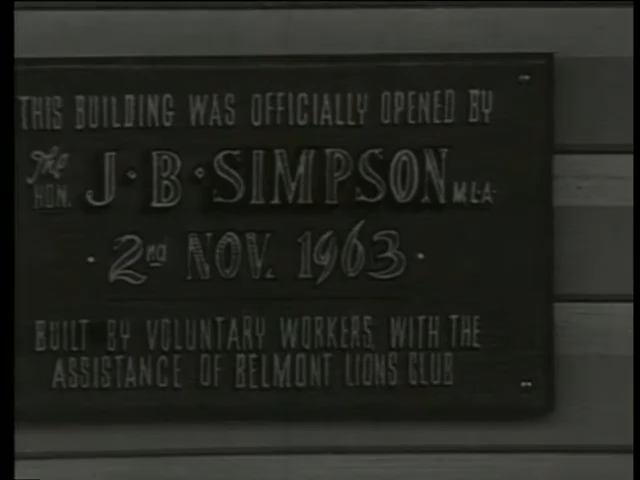 THIS BUILDING WAS OFFICIALLY OPENED BY
The HON. J·B·SIMPSON M.L.A.
· 2nd NOV. 1963 ·
BUILT BY VOLUNTARY WORKERS, WITH THE
ASSISTANCE OF BELMONT LIONS CLUB